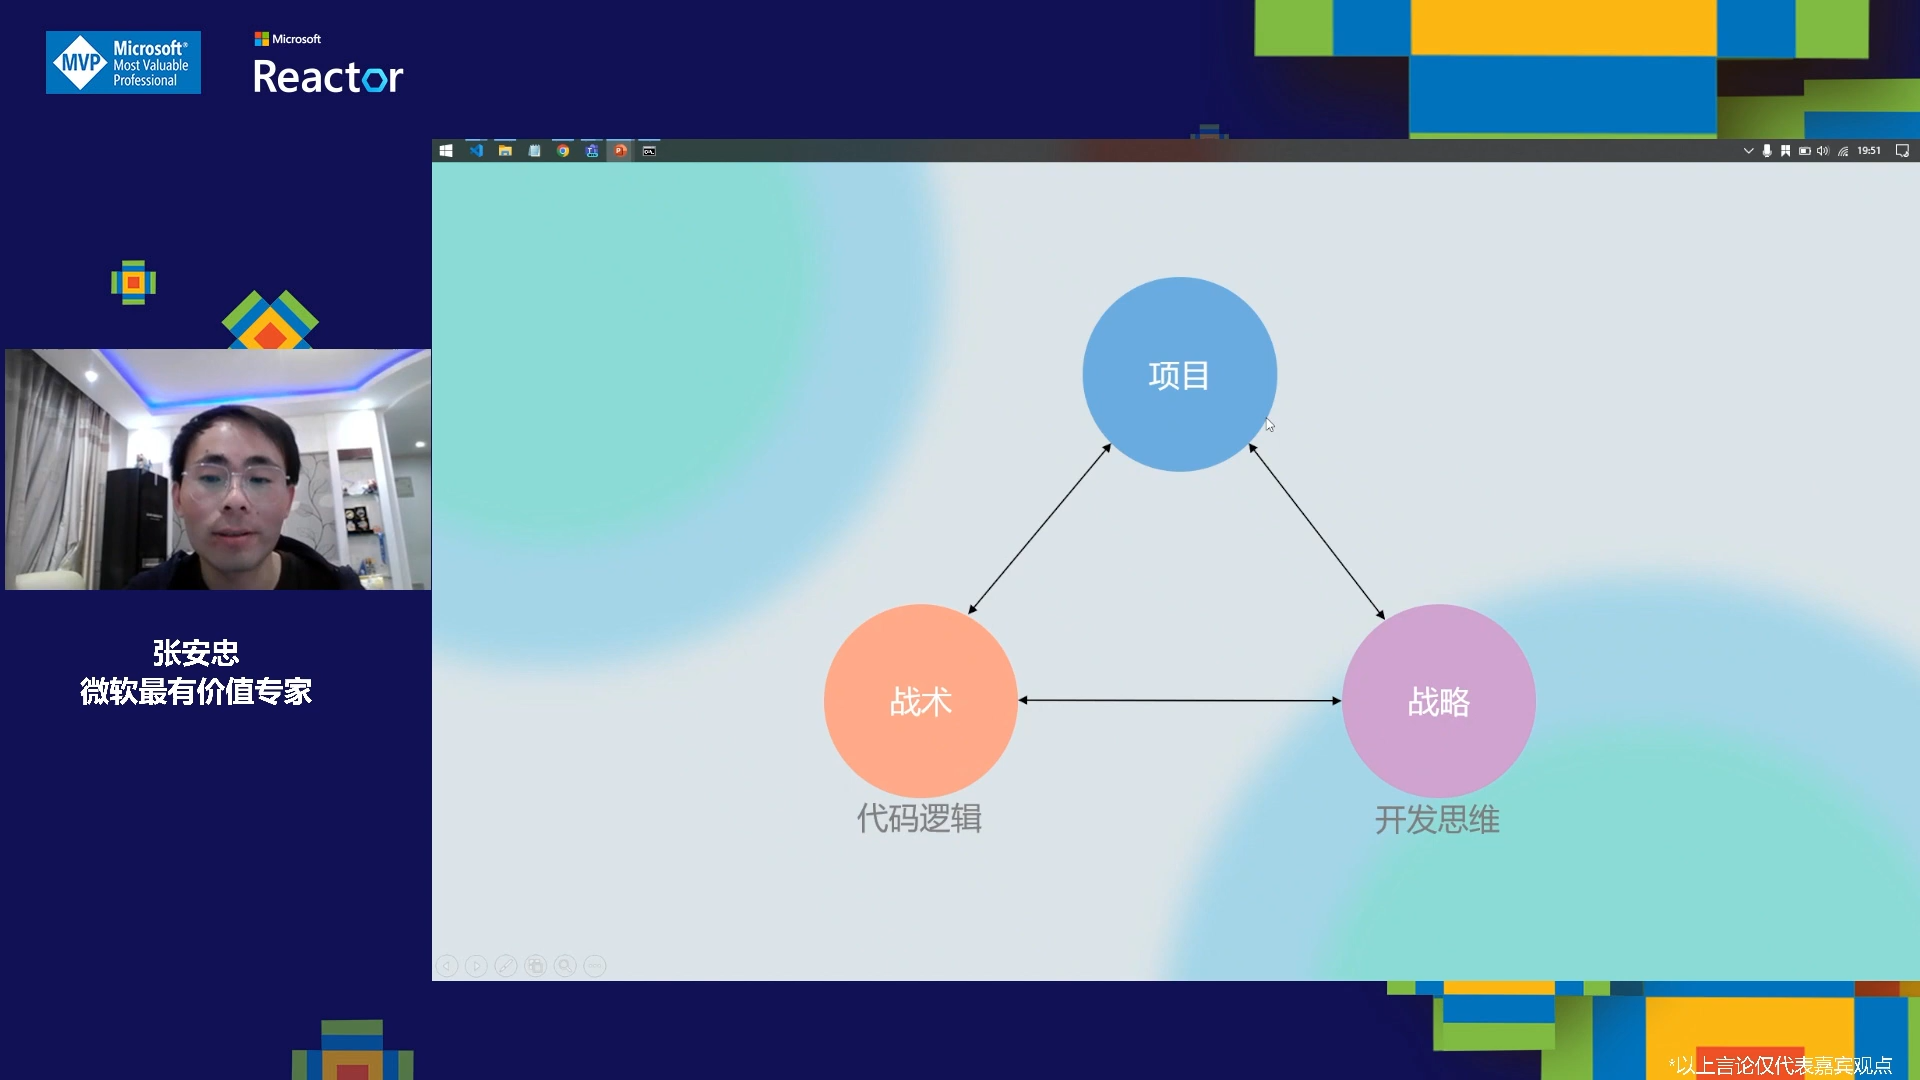 MVP
Microsoft®
Most Valuable
Professional
Microsoft
Reactor
19:51
项目
战术
战略
代码逻辑
开发思维
张安忠
微软最有价值专家
*以上言论仅代表嘉宾观点